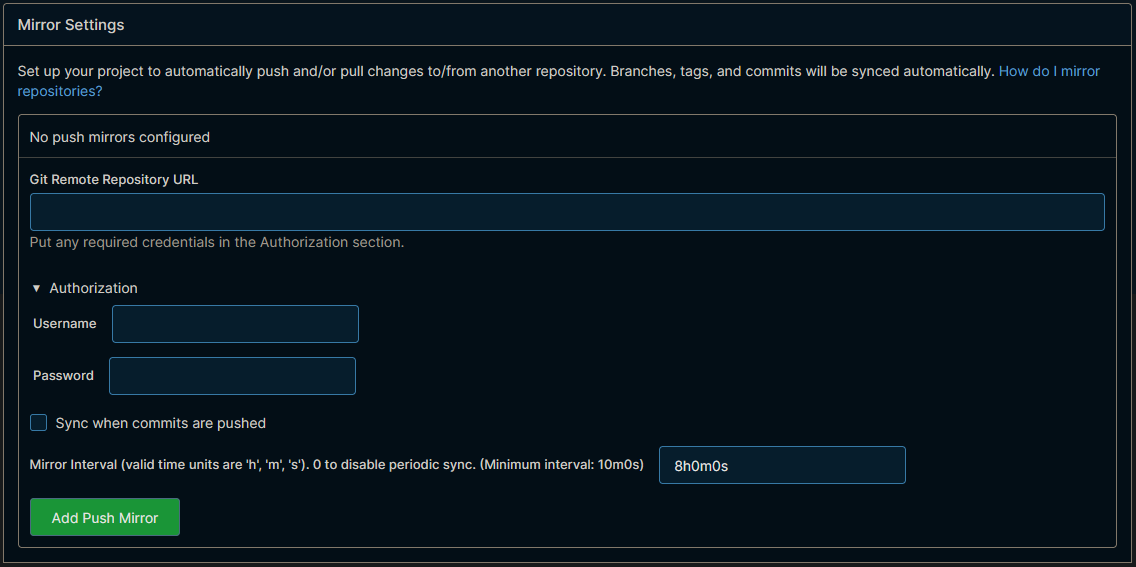 Mirror Settings
Set up your project to automatically push and/or pull changes to/from another repository. Branches, tags, and commits will be synced automatically. How do I mirror
repositories?
No push mirrors configured
Git Remote Repository URL
Put any required credentials in the Authorization section.
▼ Authorization
Username
Password
Sync when commits are pushed
Mirror Interval (valid time units are 'h', 'm', 's'). 0 to disable periodic sync. (Minimum interval: 10m0s) 8h0m0s
Add Push Mirror